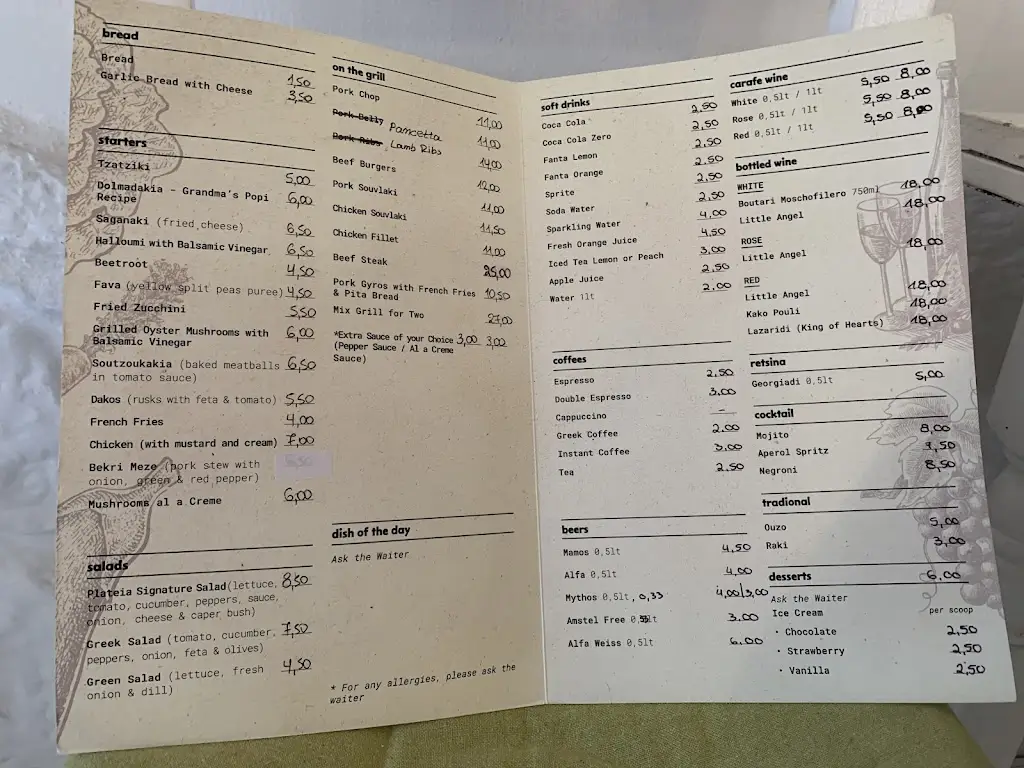 bread
Bread 1,50
Garlic Bread with Cheese 3,50
starters
Tzatziki 5,00
Dolmadakia - Grandma's Popi 6,00
Recipe
Saganaki (fried cheese) 6,50
Halloumi with Balsamic Vinegar 6,50
Beetroot 4,50
Fava (yellow split peas puree) 4,50
Fried Zucchini 5,50
Grilled Oyster Mushrooms with 6,00
Balsamic Vinegar
Soutzoukakia (baked meatballs 6,50
in tomato sauce)
Dakos (rusks with feta & tomato) 5,50
French Fries 4,00
Chicken (with mustard and cream) 7,00
Bekri Meze (pork stew with
onion, green & red pepper)
Mushrooms al a Creme 6,00
salads
Plateia Signature Salad(lettuce, 8,50
tomato, cucumber, peppers, sauce,
onion, cheese & caper bush)
Greek Salad (tomato, cucumber, 7,50
peppers, onion, feta & olives)
Green Salad (lettuce, fresh 4,50
onion & dill)
on the grill
Pork Chop 11,00
Pork Belly Pancetta 11,00
Pork Ribs Lamb Ribs 14,00
Beef Burgers 12,00
Pork Souvlaki 11,00
Chicken Souvlaki 11,50
Chicken Fillet 11,00
Beef Steak 25,00
Pork Gyros with French Fries 10,50
& Pita Bread
Mix Grill for Two 27,00
*Extra Sauce of your Choice 3,00 3,00
(Pepper Sauce / Al a Creme
Sauce)
dish of the day
Ask the Waiter
* For any allergies, please ask the
waiter
soft drinks
Coca Cola 2.50
Coca Cola Zero 2.50
Fanta Lemon 2.50
Fanta Orange 2.50
Sprite 2.50
Soda Water 2.50
Sparkling Water 4.00
Fresh Orange Juice 4.50
Iced Tea Lemon or Peach 3.00
Apple Juice 2.50
Water 1lt 2.00
coffees
Espresso 2.50
Double Espresso 3.00
Cappuccino –
Greek Coffee 2.00
Instant Coffee 3.00
Tea 2.50
beers
Mamos 0,5lt 4.50
Alfa 0,5lt 4.00
Mythos 0,5lt, 0,33 4,00/3,00
Amstel Free 3.00
Alfa Weiss 0,5lt 6.00
carafe wine
White 0,5lt / 1lt 5,50 8,00
Rose 0,5lt / 1lt 5,50 8,00
Red 0,5lt / 1lt 5,50 8,00
bottled wine
WHITE
Boutari Moschofilero 750ml 18,00
Little Angel 18,00
ROSE
Little Angel 18,00
RED
Little Angel 18,00
Kako Pouli 18,00
Lazaridi (King of Hearts) 18,00
retsina
Georgiadi 0,5lt 5,00
cocktail
Mojito 8,00
Aperol Spritz 7,50
Negroni 8,50
tradional
Ouzo 5,00
Raki 3,00
desserts 6,00
Ask the Waiter
Ice Cream per scoop
• Chocolate 2,50
• Strawberry 2,50
• Vanilla 2,50